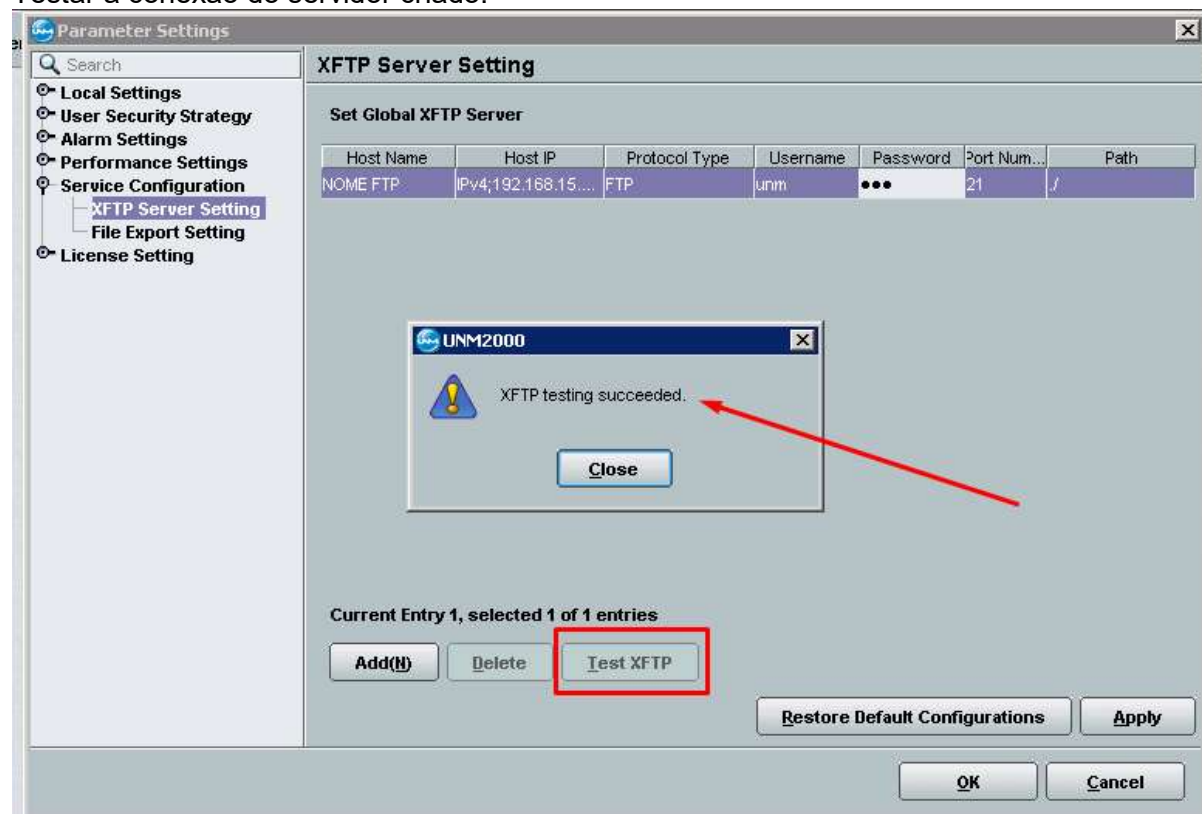 Testar a conexão do servidor criado.
Parameter Settings
Search
Local Settings
User Security Strategy
Alarm Settings
Performance Settings
Service Configuration
XFTP Server Setting
File Export Setting
License Setting
XFTP Server Setting
Set Global XFTP Server
Host Name Host IP Protocol Type Username Password Port Num... Path
NOME FTP IPv4;192.168.15.... FTP unm ●●● 21 ./
UNM2000
XFTP testing succeeded.
Close
Current Entry 1, selected 1 of 1 entries
Add(N) Delete Test XFTP
Restore Default Configurations Apply
OK Cancel